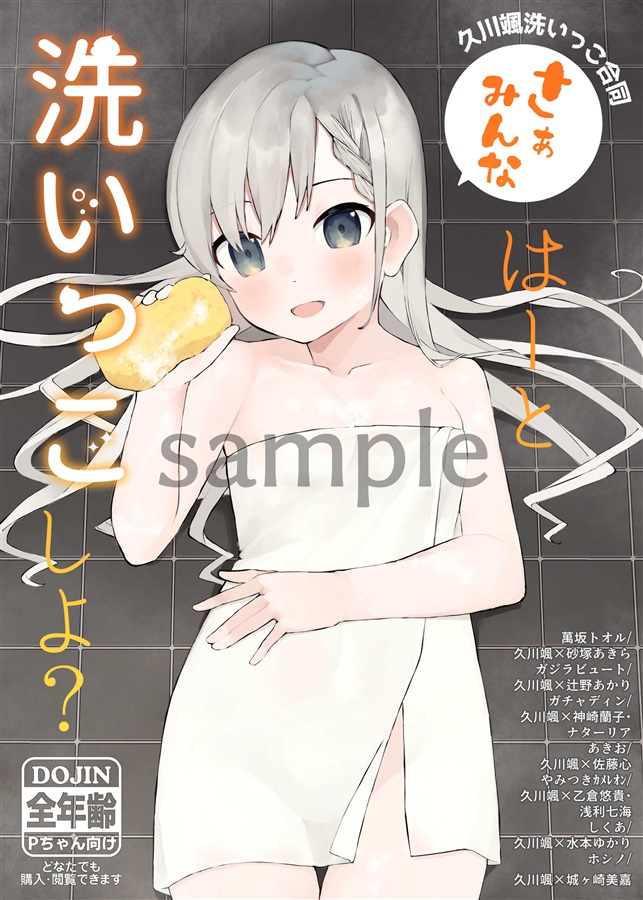 久川颯洗いっこ合同
さぁ
みんな
はーと
洗いっこしよ?
sample
萬坂トオル/
久川颯×砂塚あきら
ガジラビュート/
久川颯×辻野あかり
ガチャディン/
久川颯×神崎蘭子・
ナターリア
あきお/
久川颯×佐藤心
やみつきカメレオン/
久川颯×乙倉悠貴・
浅利七海
しくあ/
久川颯×水本ゆかり
ホシノ/
久川颯×城ヶ崎美嘉
DOJIN
全年齢
Pちゃん向け
どなたでも
購入・閲覧できます